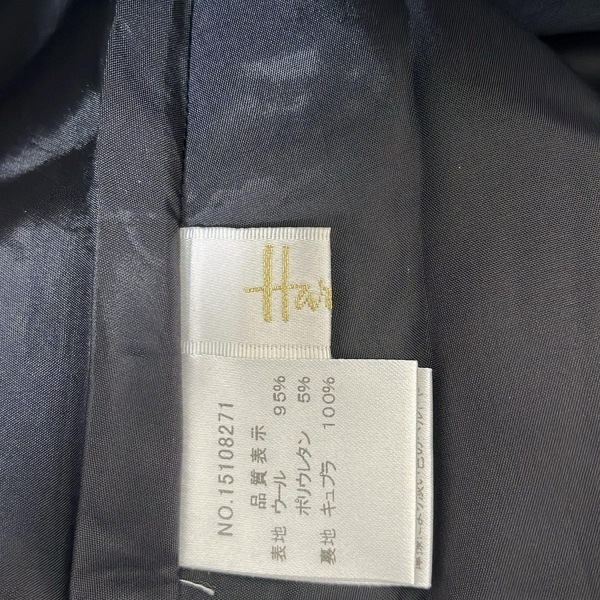 Har
NO.15108271
品質表示
表地 ウール 95%
ポリウレタン 5%
裏地 キュプラ 100%